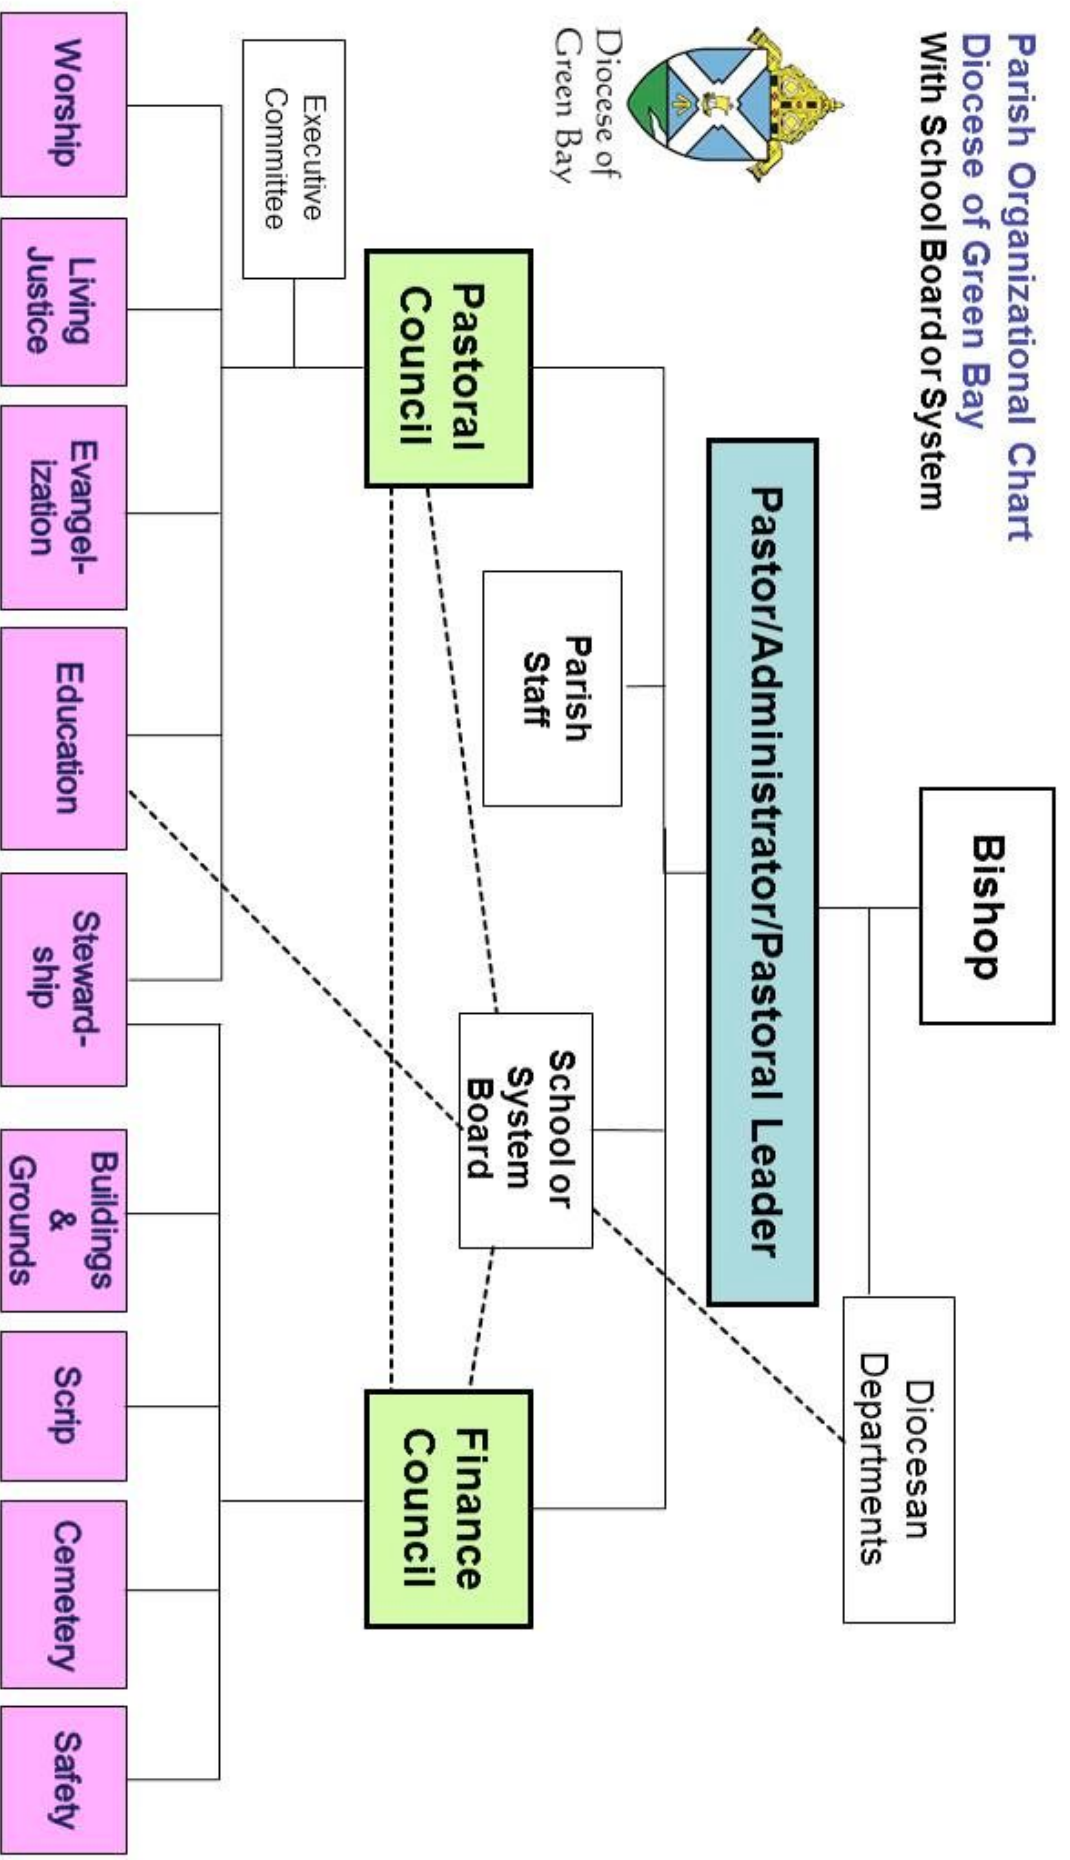 Parish Organizational Chart
Diocese of Green Bay
With School Board or System
Diocese of
Green Bay
Bishop
Diocesan
Departments
Pastor/Administrator/Pastoral Leader
Parish
Staff
School or
System
Board
Pastoral
Council
Finance
Council
Executive
Committee
Worship
Living
Justice
Evangel-
ization
Education
Steward-
ship
Buildings
&
Grounds
Scrip
Cemetery
Safety